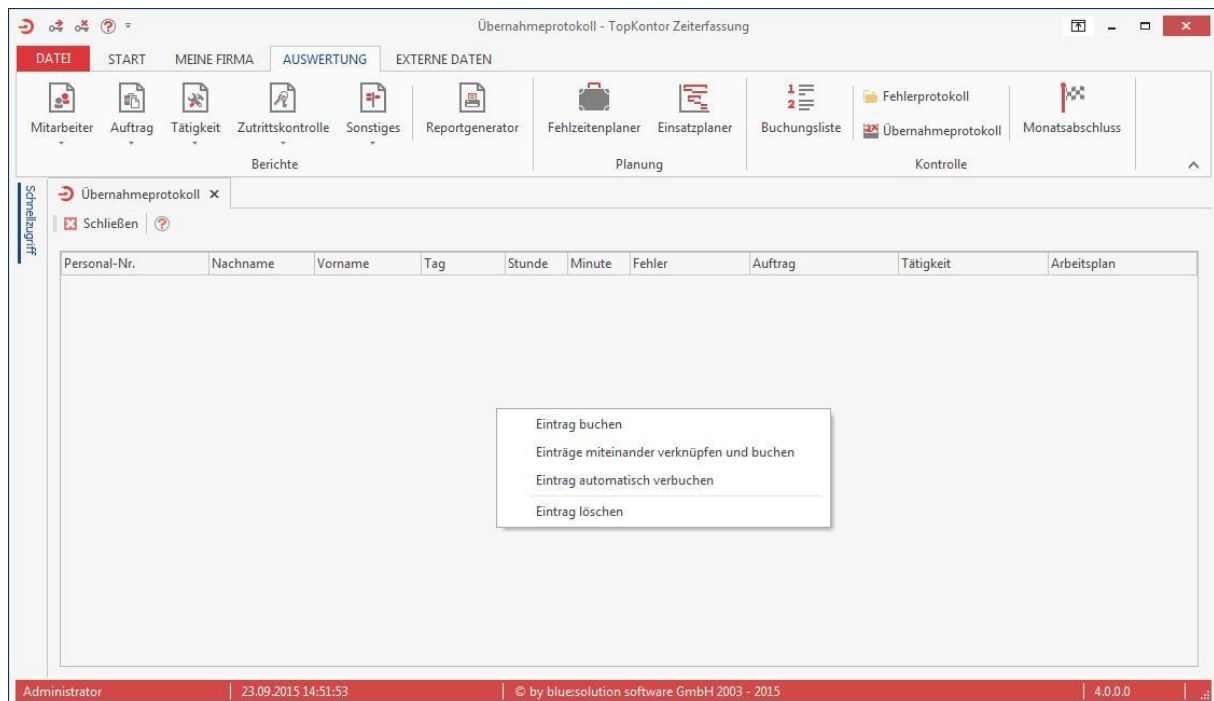 Übernahmeprotokoll - TopKontor Zeiterfassung
DATEI START MEINE FIRMA AUSWERTUNG EXTERNE DATEN
Mitarbeiter Auftrag Tätigkeit Zutrittskontrolle Sonstiges Reportgenerator Fehlzeitenplaner Einsatzplaner Buchungsliste Fehlerprotokoll Übernahmeprotokoll Monatsabschluss
Berichte Planung Kontrolle
Schnellzugriff
Übernahmeprotokoll
Schließen
Personal-Nr. Nachname Vorname Tag Stunde Minute Fehler Auftrag Tätigkeit Arbeitsplan
Eintrag buchen
Einträge miteinander verknüpfen und buchen
Eintrag automatisch verbuchen
Eintrag löschen
Administrator 23.09.2015 14:51:53 © by blue:solution software GmbH 2003 - 2015 4.0.0.0